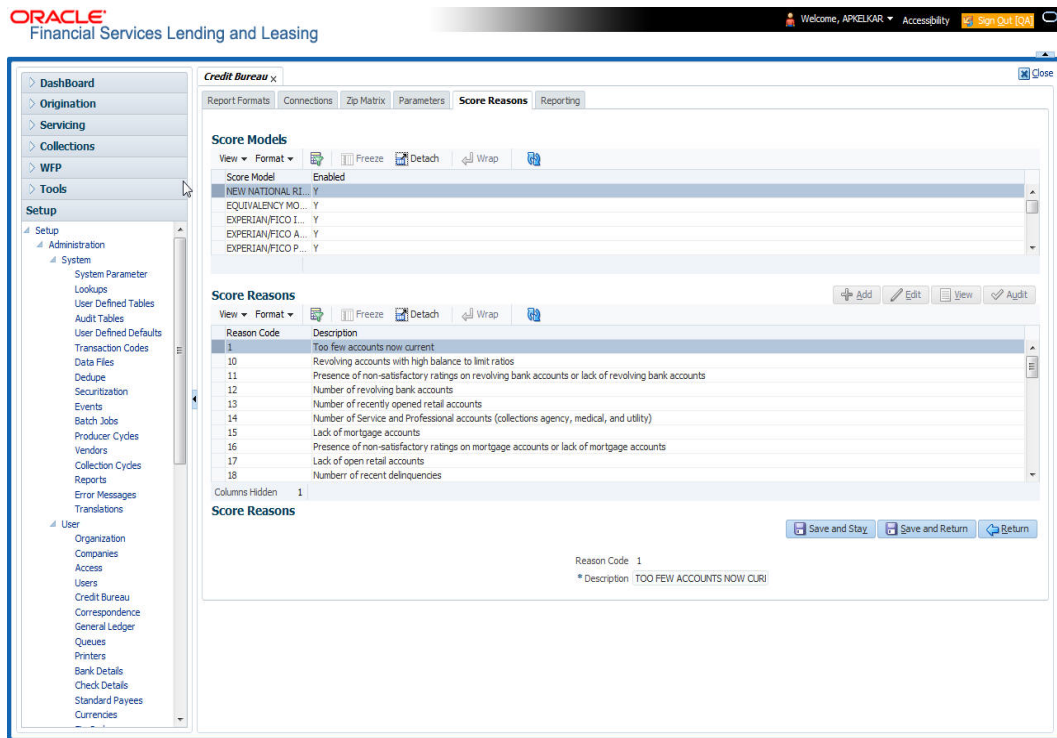 ORACLE'
Financial Services Lending and Leasing
Welcome, APKELKAR Accessibility Sign Out [QA]
Close
DashBoard
Origination
Servicing
Collections
WFP
Tools
Setup
Setup
Administration
System
System Parameter
Lookups
User Defined Tables
Audit Tables
User Defined Defaults
Transaction Codes
Data Files
Dedupe
Securitization
Events
Batch Jobs
Producer Cycles
Vendors
Collection Cycles
Reports
Error Messages
Translations
User
Organization
Companies
Access
Users
Credit Bureau
Correspondence
General Ledger
Queues
Printers
Bank Details
Check Details
Standard Payees
Currencies
Credit Bureau X
Report Formats Connections Zip Matrix Parameters Score Reasons Reporting
Score Models
View Format Freeze Detach Wrap
Score Model Enabled
NEW NATIONAL RI... Y
EQUIVALENCY MO... Y
EXPERIAN/FICO I... Y
EXPERIAN/FICO A... Y
EXPERIAN/FICO P... Y
Score Reasons
Add Edit View Audit
View Format Freeze Detach Wrap
Reason Code Description
1 Too few accounts now current
10 Revolving accounts with high balance to limit ratios
11 Presence of non-satisfactory ratings on revolving bank accounts or lack of revolving bank accounts
12 Number of revolving bank accounts
13 Number of recently opened retail accounts
14 Number of Service and Professional accounts (collections agency, medical, and utility)
15 Lack of mortgage accounts
16 Presence of non-satisfactory ratings on mortgage accounts or lack of mortgage accounts
17 Lack of open retail accounts
18 Numberr of recent delinquencies
Columns Hidden 1
Score Reasons
Save and Stay Save and Return Return
Reason Code 1
* Description TOO FEW ACCOUNTS NOW CURI